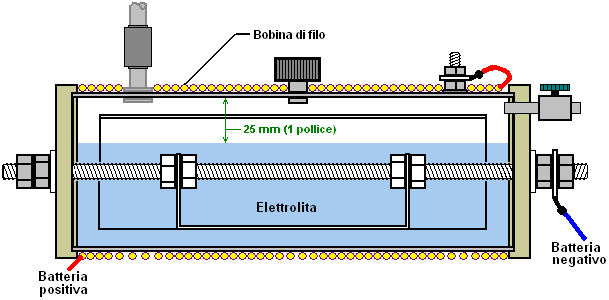 Bobina di filo
25 mm (1 pollice)
Elettrolita
Batteria
positiva
Batteria
negativo